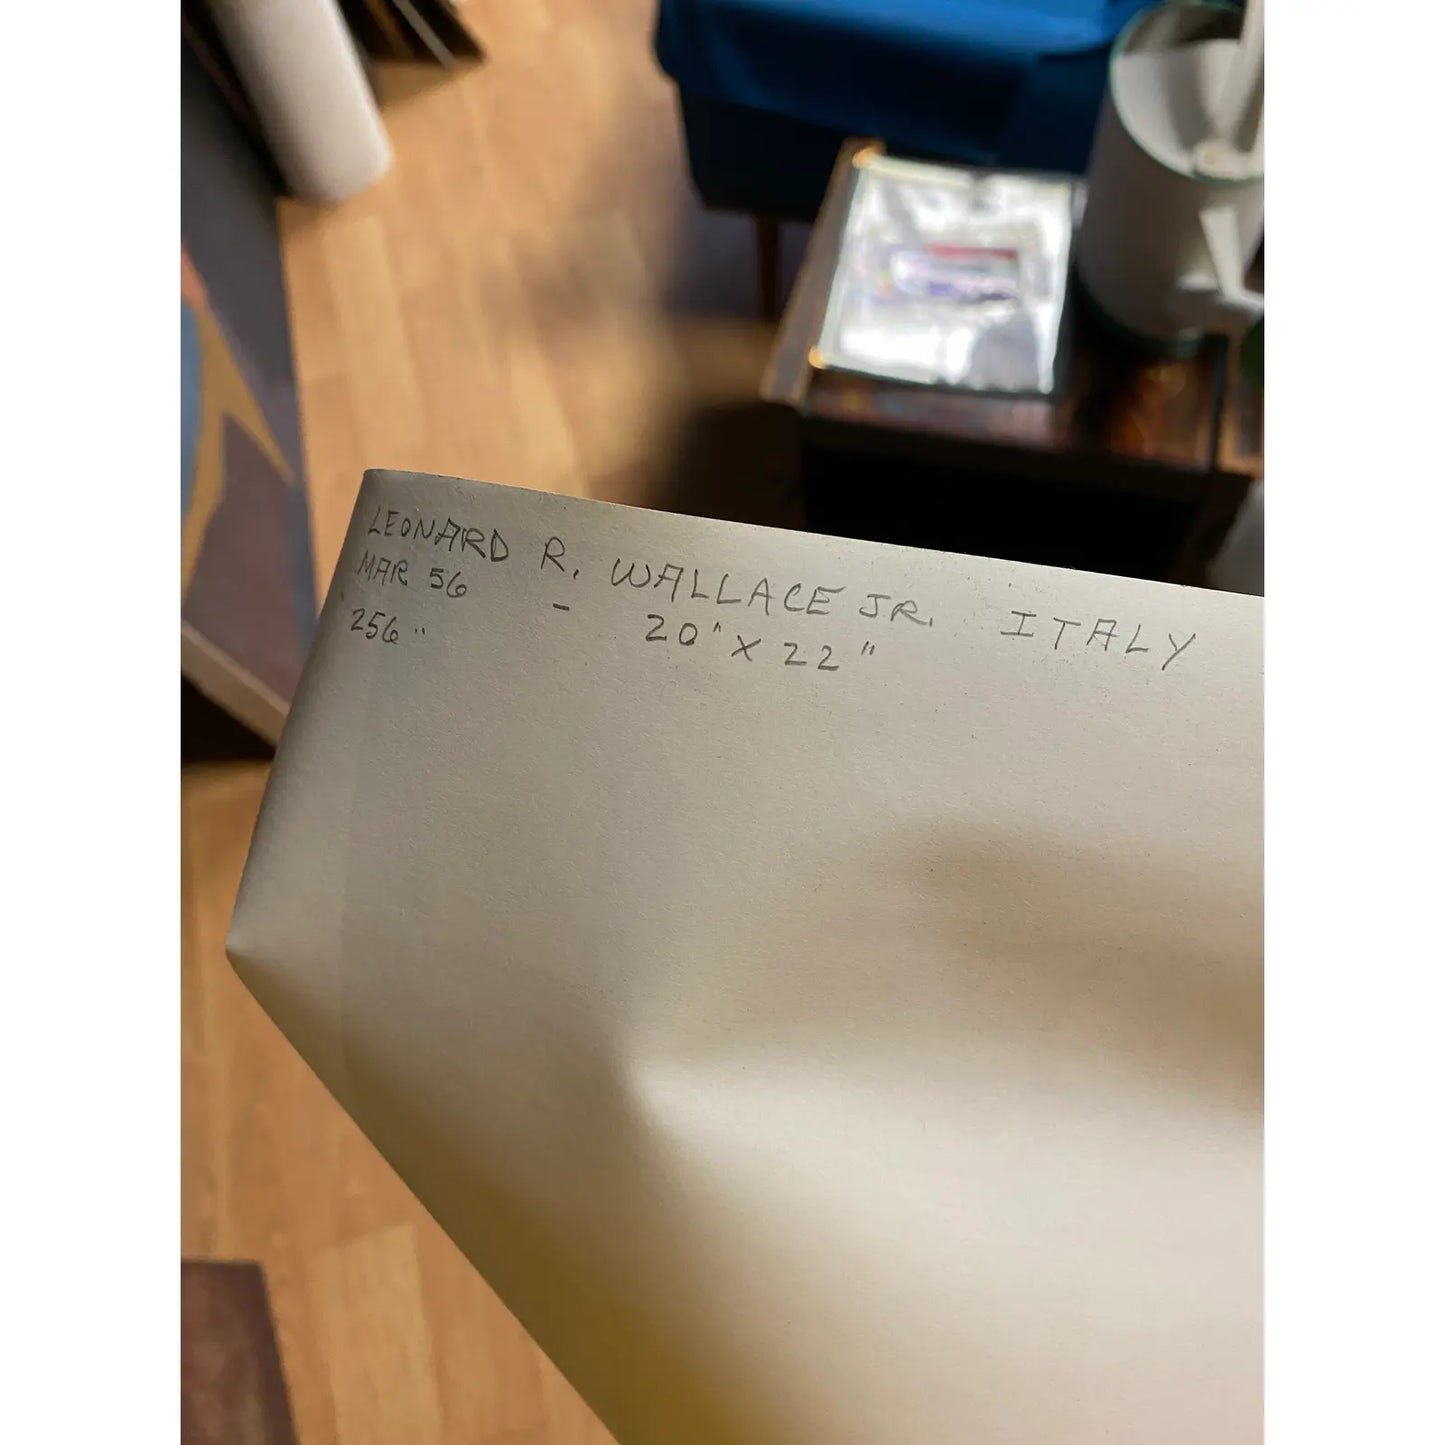 LEONARD R. WALLACE JR. ITALY
MAR 56 - 20" X 22"
256"